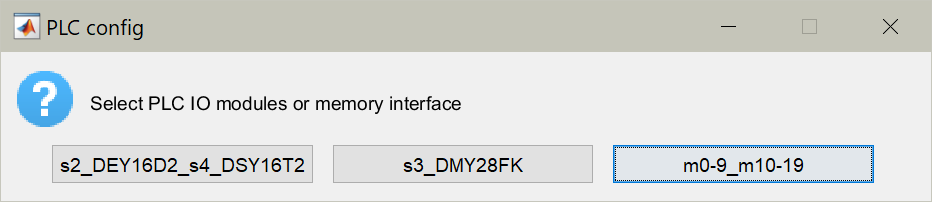 PLC config
?
Select PLC IO modules or memory interface
s2_DEY16D2_s4_DSY16T2 s3_DMY28FK m0-9_m10-19